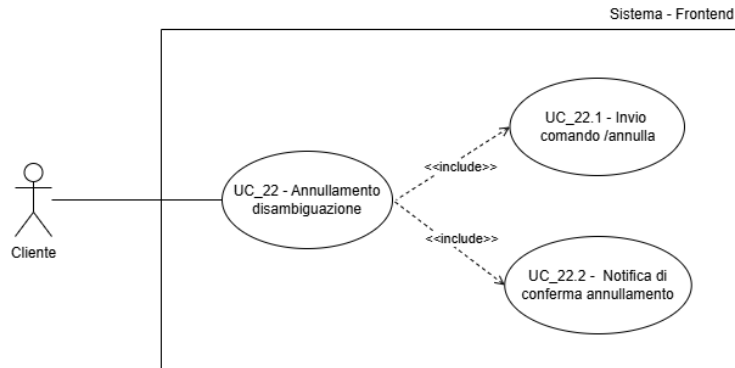 Sistema - Frontend
UC_22.1 - Invio
comando /annulla
<<include>>
UC_22 - Annullamento
disambiguazione
Cliente
<<include>>
UC_22.2 - Notifica di
conferma annullamento